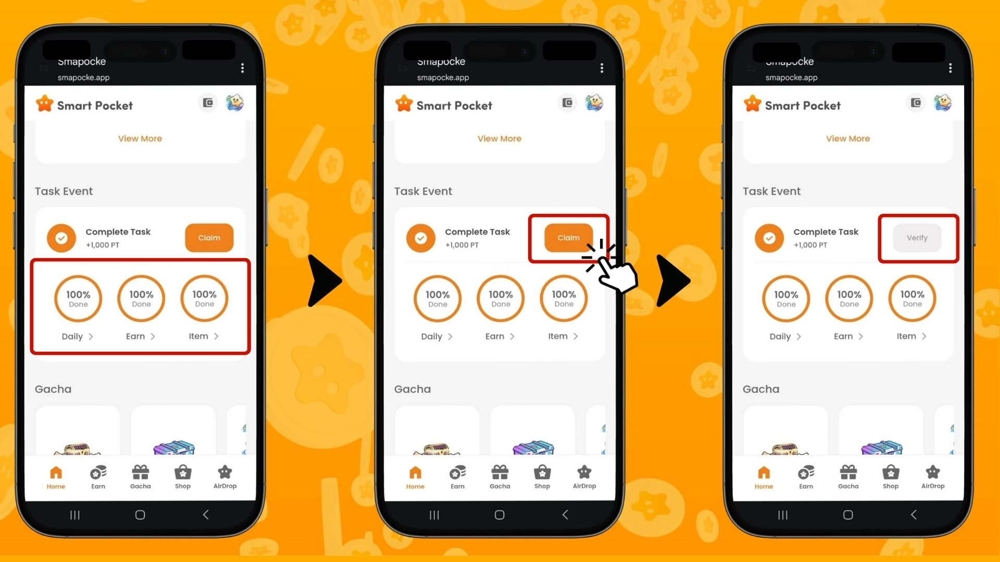 Smapocke
smapocke.app
Smart Pocket
View More
Task Event
Complete Task
+1,000 PT
Claim
100%
Done
100%
Done
100%
Done
Daily
Earn
Item
Gacha
Home
Earn
Gacha
Shop
AirDrop
Smapocke
smapocke.app
Smart Pocket
View More
Task Event
Complete Task
+1,000 PT
Claim
100%
Done
100%
Done
100%
Done
Daily
Earn
Item
Gacha
Home
Earn
Gacha
Shop
AirDrop
Smapocke
smapocke.app
Smart Pocket
View More
Task Event
Complete Task
+1,000 PT
Verify
100%
Done
100%
Done
100%
Done
Daily
Earn
Item
Gacha
Home
Earn
Gacha
Shop
AirDrop